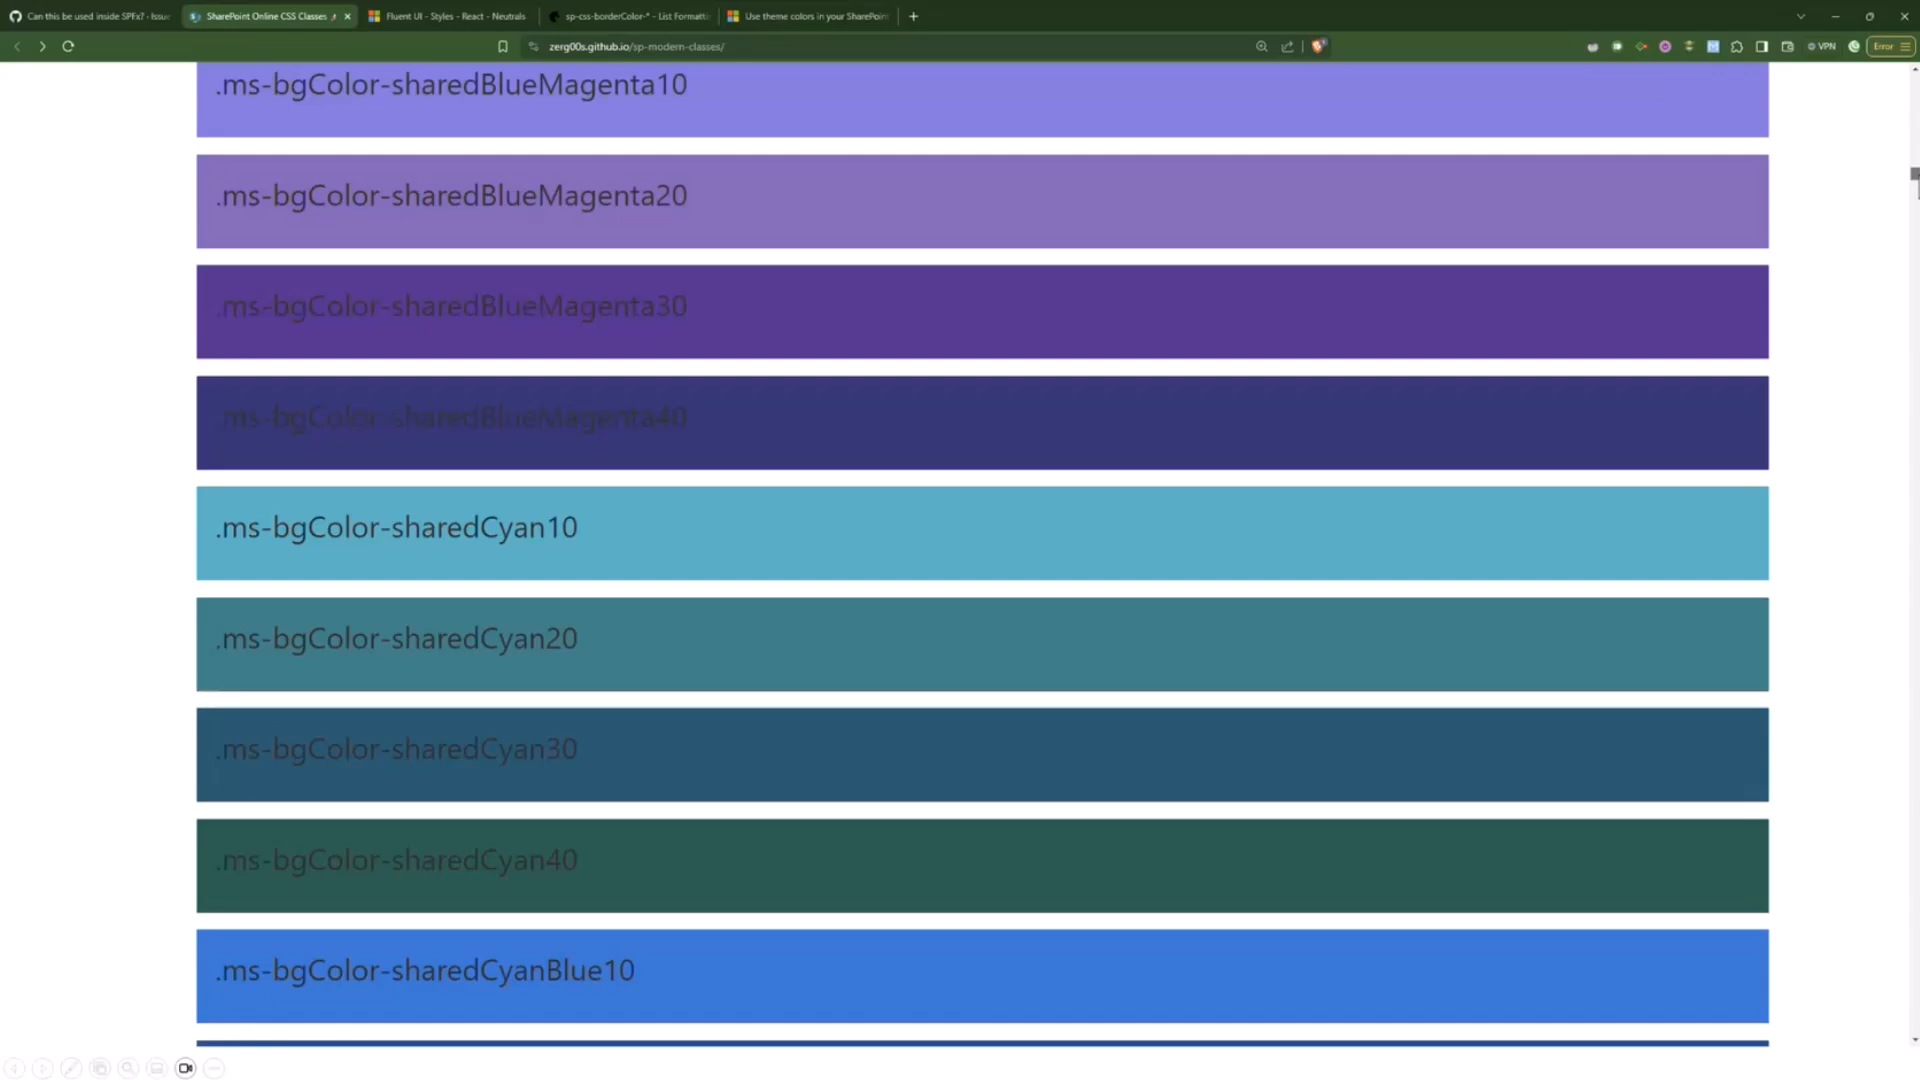 Can this be used inside SPFx? · Issue
SharePoint Online CSS Classes
Fluent UI - Styles - React - Neutrals
sp-css-borderColor-* - List Formatti
Use theme colors in your SharePoint
zerg00s.github.io/sp-modern-classes/
VPN
Error
.ms-bgColor-sharedBlueMagenta10
.ms-bgColor-sharedBlueMagenta20
.ms-bgColor-sharedBlueMagenta30
.ms-bgColor-sharedBlueMagenta40
.ms-bgColor-sharedCyan10
.ms-bgColor-sharedCyan20
.ms-bgColor-sharedCyan30
.ms-bgColor-sharedCyan40
.ms-bgColor-sharedCyanBlue10